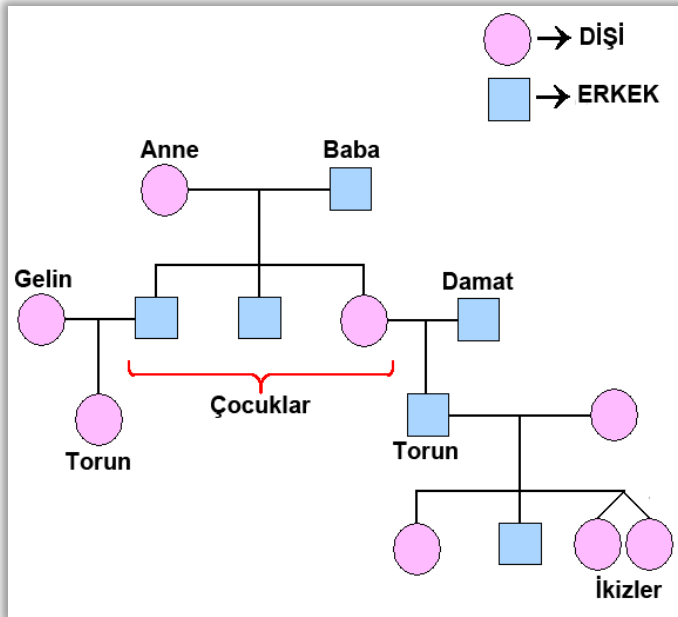 DİŞİ
ERKEK
Anne
Baba
Gelin
Damat
Çocuklar
Torun
Torun
İkizler